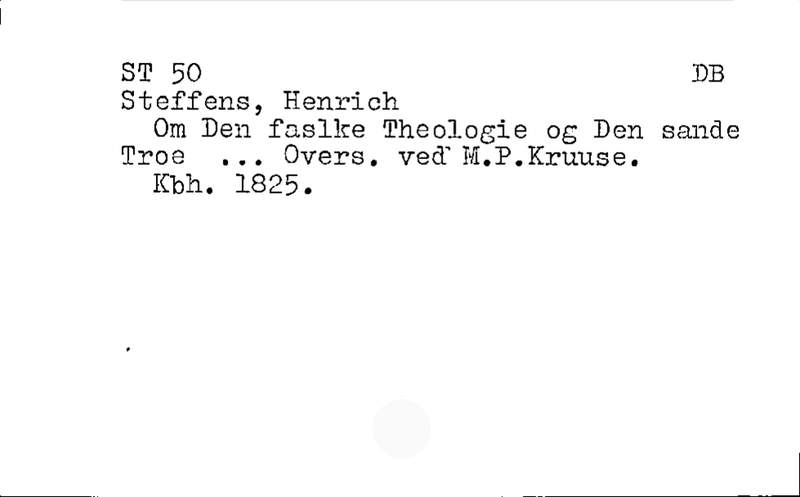 ST 50 DB
Steffens, Henrich
Om Den faslke Theologie og Den sande
Troe ... Overs. ved M.P.Kruuse.
Kbh. 1825.